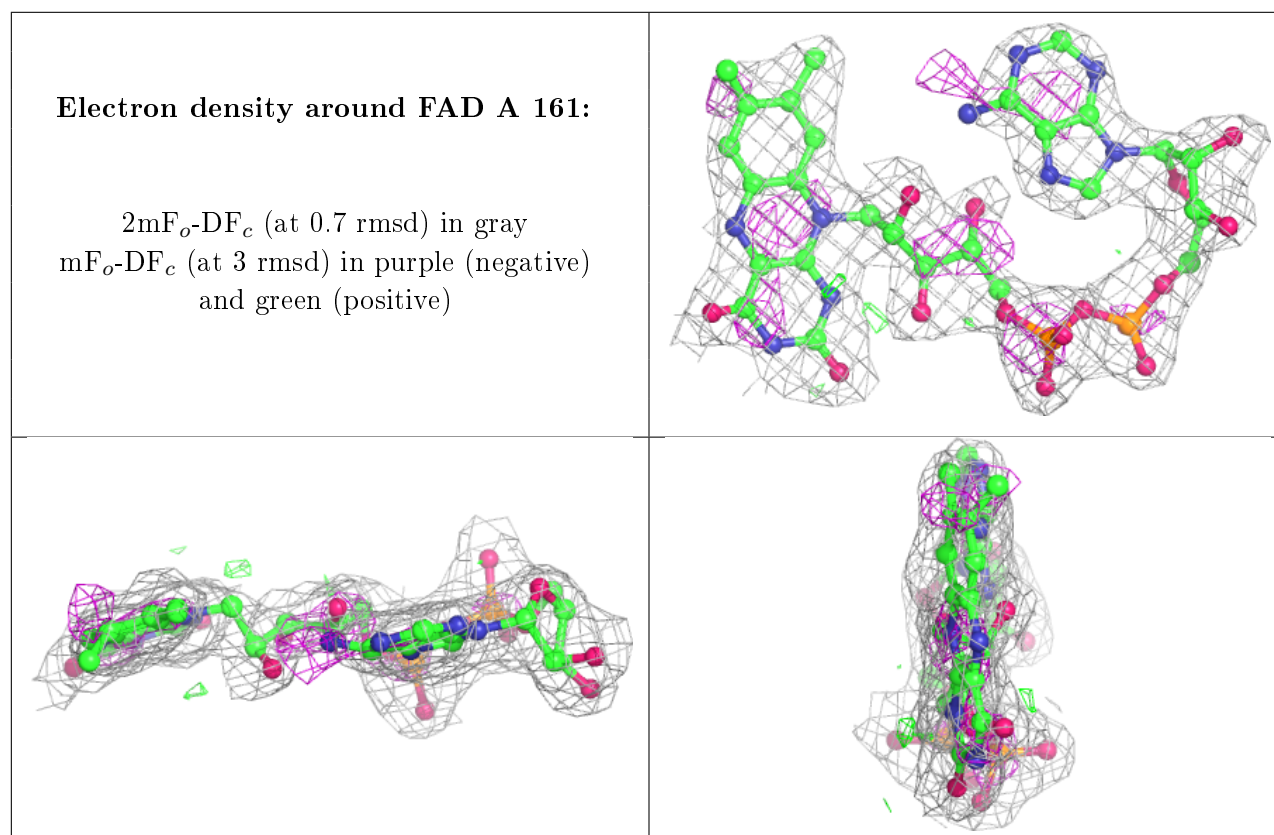 Electron density around FAD A 161:
2mFo-DFc (at 0.7 rmsd) in gray
mFo-DFc (at 3 rmsd) in purple (negative)
and green (positive)